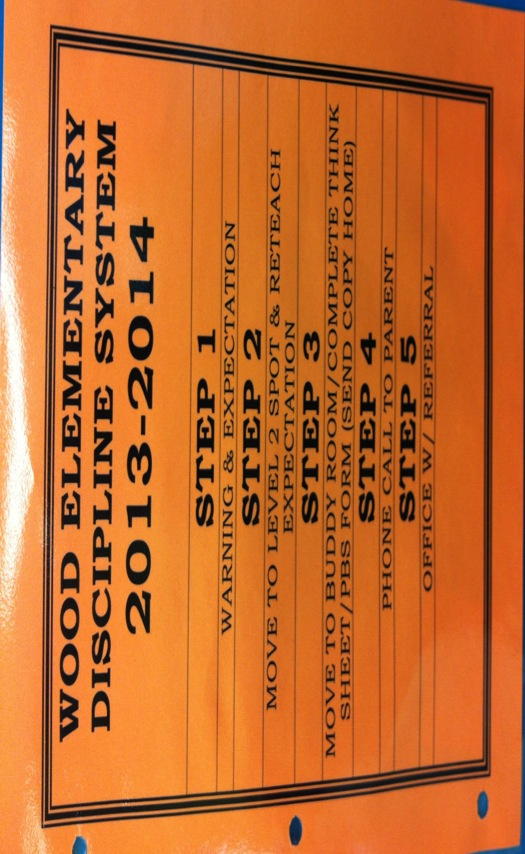 WOOD ELEMENTARY
DISCIPLINE SYSTEM
2013-2014
STEP 1
WARNING & EXPECTATION
STEP 2
MOVE TO LEVEL 2 SPOT & RETEACH
EXPECTATION
STEP 3
MOVE TO BUDDY ROOM/COMPLETE THINK
SHEET/PBS FORM (SEND COPY HOME)
STEP 4
PHONE CALL TO PARENT
STEP 5
OFFICE W/ REFERRAL